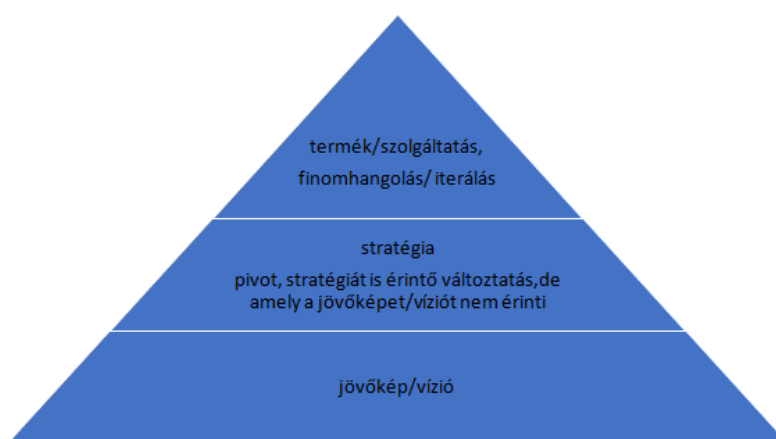 termék/szolgáltatás,
finomhangolás/ iterálás
stratégia
pivot, stratégiát is érintő változtatás,de
amely a jövőképet/víziót nem érinti
jövőkép/vízió